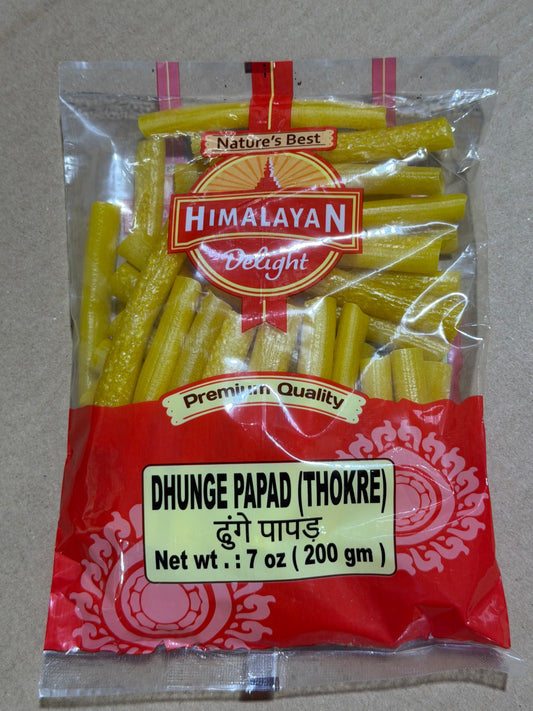 Nature's Best
HIMALAYAN
Delight
Premium Quality
DHUNGE PAPAD (THOKRE)
ढुंगे पापड़
Net wt . : 7 oz ( 200 gm )